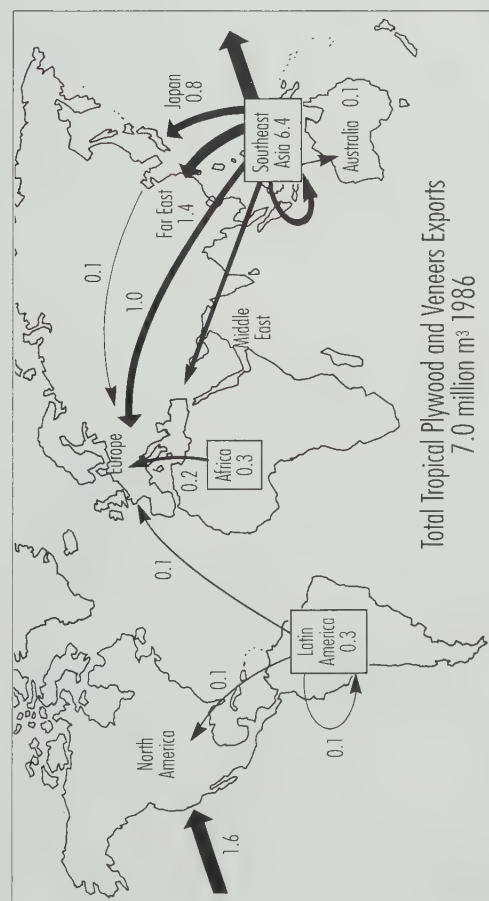 North
America
1.6
0.1
Latin
America
0.3
0.1
0.1
Europe
0.2
Africa
0.3
Middle
East
1.0
0.1
Far East
1.4
Japan
0.8
Southeast
Asia 6.4
Australia 0.1
Total Tropical Plywood and Veneers Exports
7.0 million m³ 1986